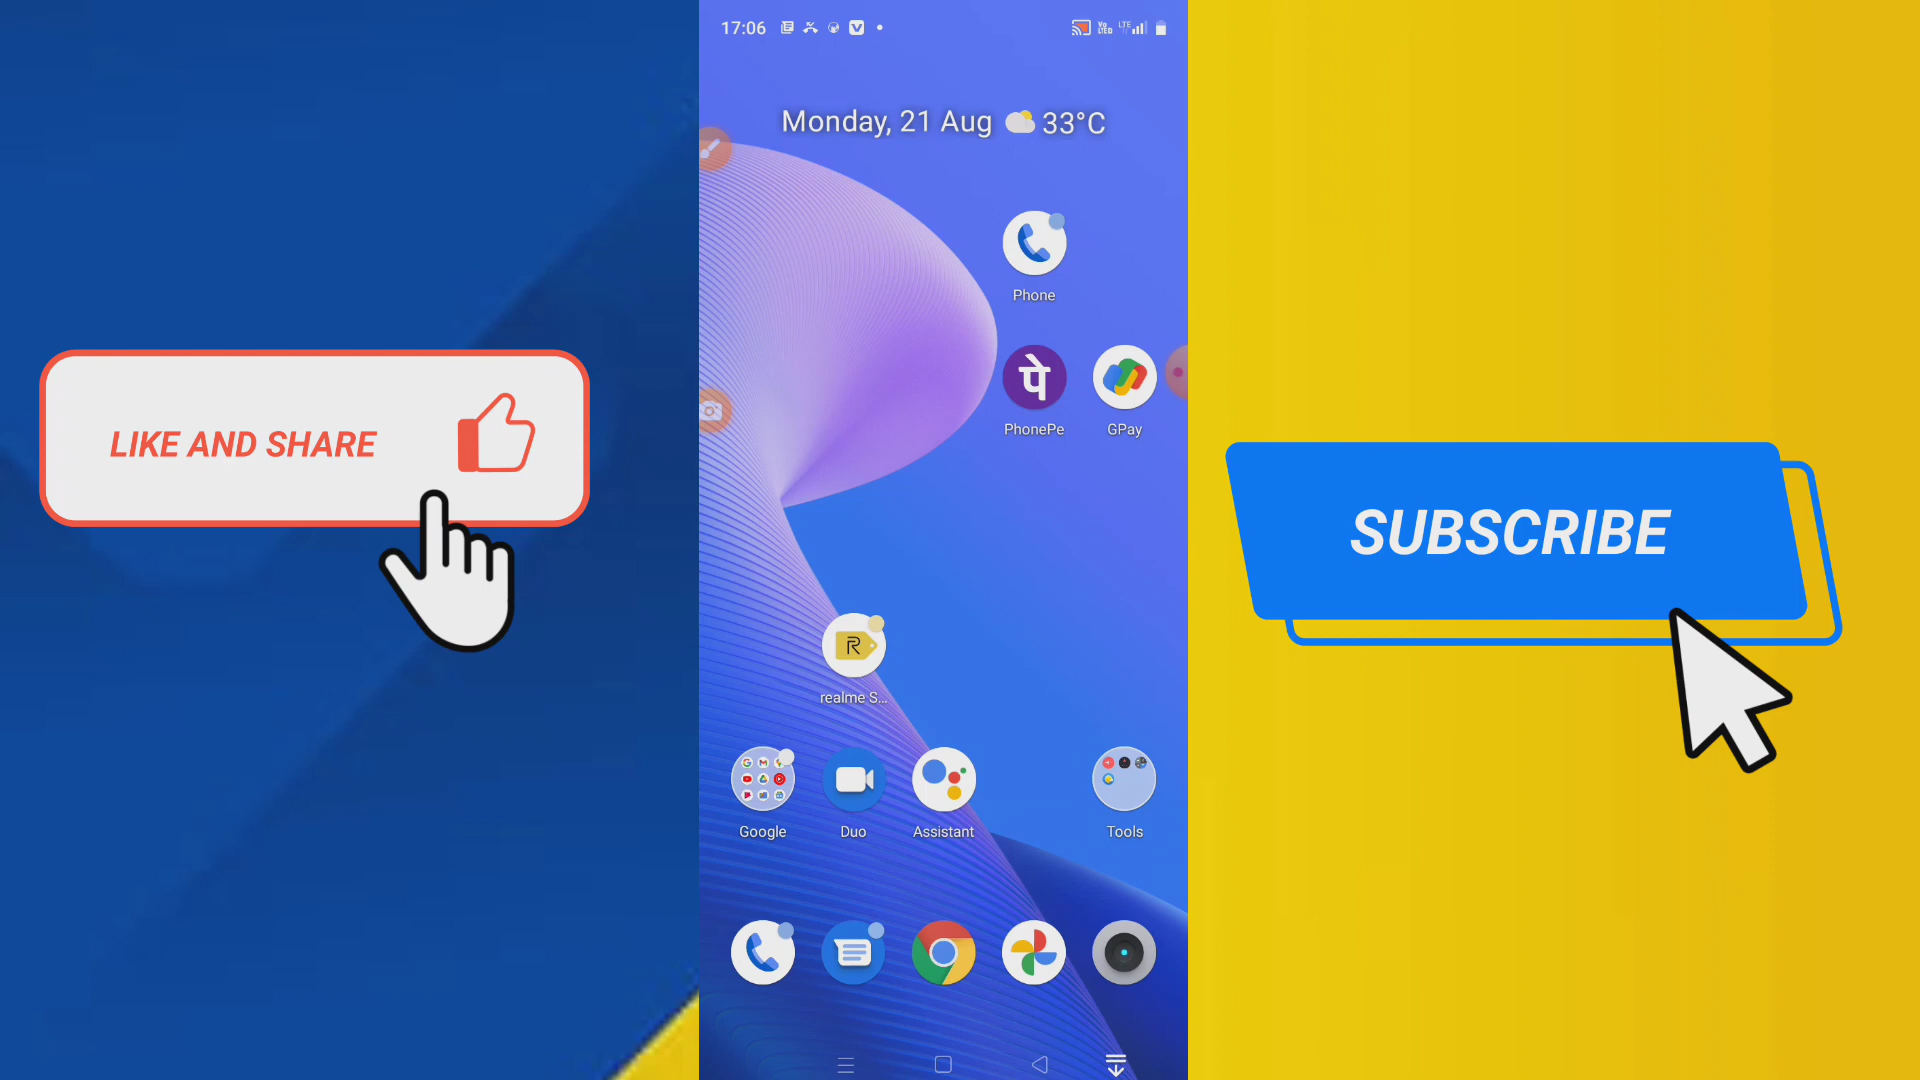 17:06
Monday, 21 Aug 33°C
Phone
पे
PhonePe
GPay
LIKE AND SHARE
SUBSCRIBE
R
realme S...
Google
Duo
Assistant
Tools